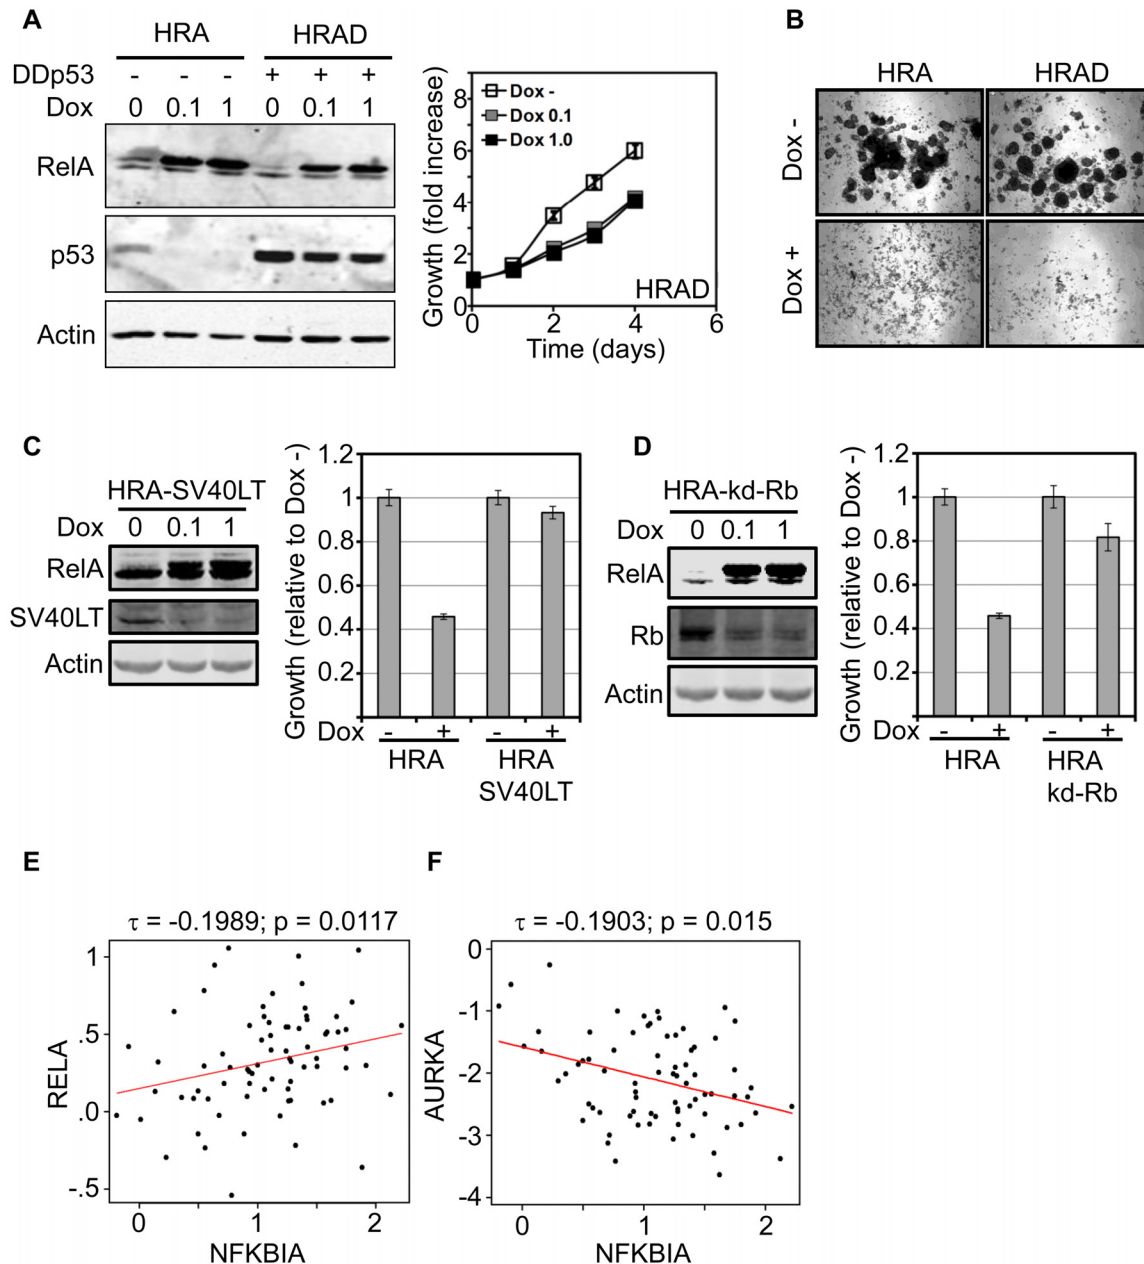 A
HRA HRAD
DDp53 - - - + + +
Dox 0 0.1 1 0 0.1 1
RelA
p53
Actin
Growth (fold increase)
8
6
4
2
0
Dox -
Dox 0.1
Dox 1.0
HRAD
0 2 4 6
Time (days)
B
HRA HRAD
Dox -
Dox +
C
HRA-SV40LT
Dox 0 0.1 1
RelA
SV40LT
Actin
Growth (relative to Dox -)
1.2
1
0.8
0.6
0.4
0.2
Dox - + - +
HRA HRA
SV40LT
D
HRA-kd-Rb
Dox 0 0.1 1
RelA
Rb
Actin
Growth (relative to Dox -)
1.2
1
0.8
0.6
0.4
0.2
Dox - + - +
HRA HRA
kd-Rb
E
τ = -0.1989; p = 0.0117
RELA
1
.5
.0
-.5
0 1 2
NFKBIA
F
τ = -0.1903; p = 0.015
AURKA
0
-1
-2
-3
-4
0 1 2
NFKBIA